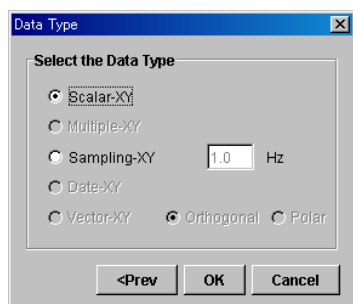 Data Type
Select the Data Type
Scalar-XY
Multiple-XY
Sampling-XY 1.0 Hz
Date-XY
Vector-XY Orthogonal Polar
<Prev OK Cancel